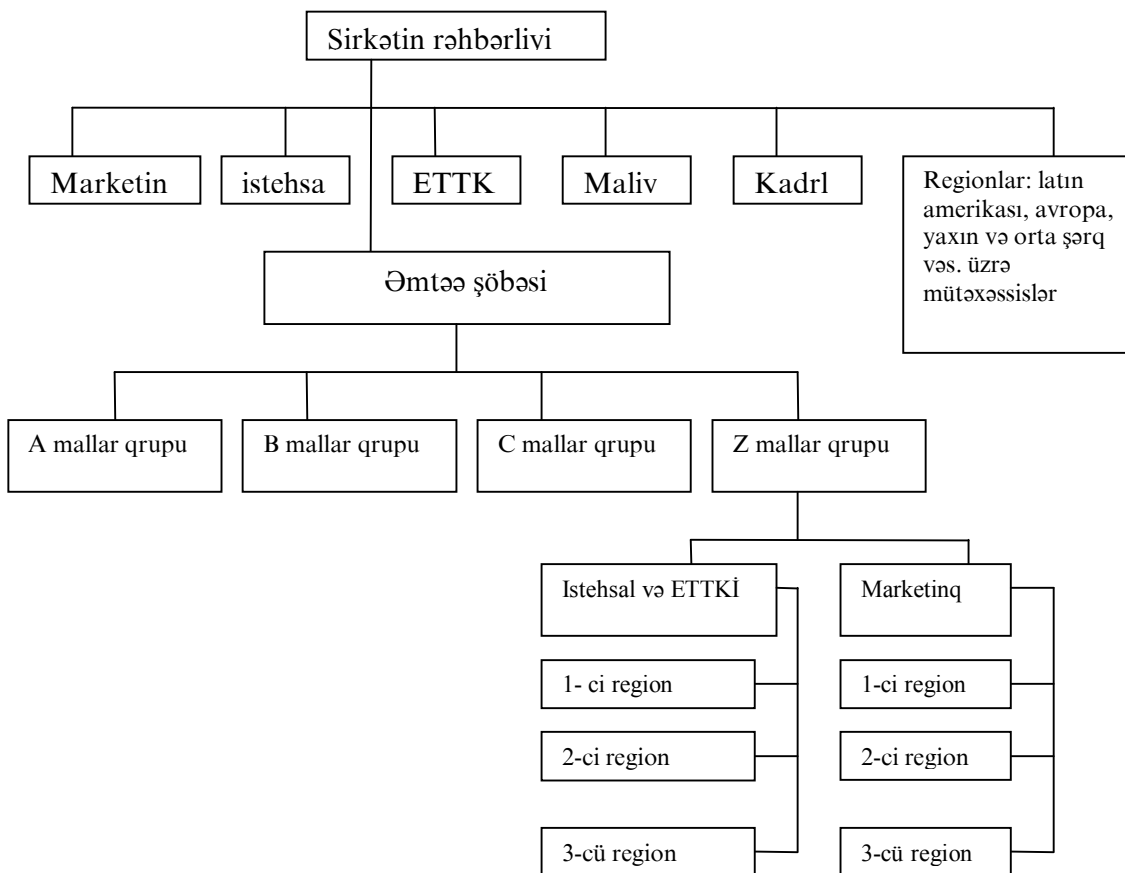 Sirkətin rəhbərlivi
Marketin
istehsa
ETTK
Maliv
Kadrl
Regionlar: latın
amerikası, avropa,
yaxın və orta şərq
vəs. üzrə
mütəxəssislər
Əmtəə şöbəsi
A mallar qrupu
B mallar qrupu
C mallar qrupu
Z mallar qrupu
Istehsal və ETTKİ
Marketinq
1- ci region
1-ci region
2-ci region
2-ci region
3-cü region
3-cü region